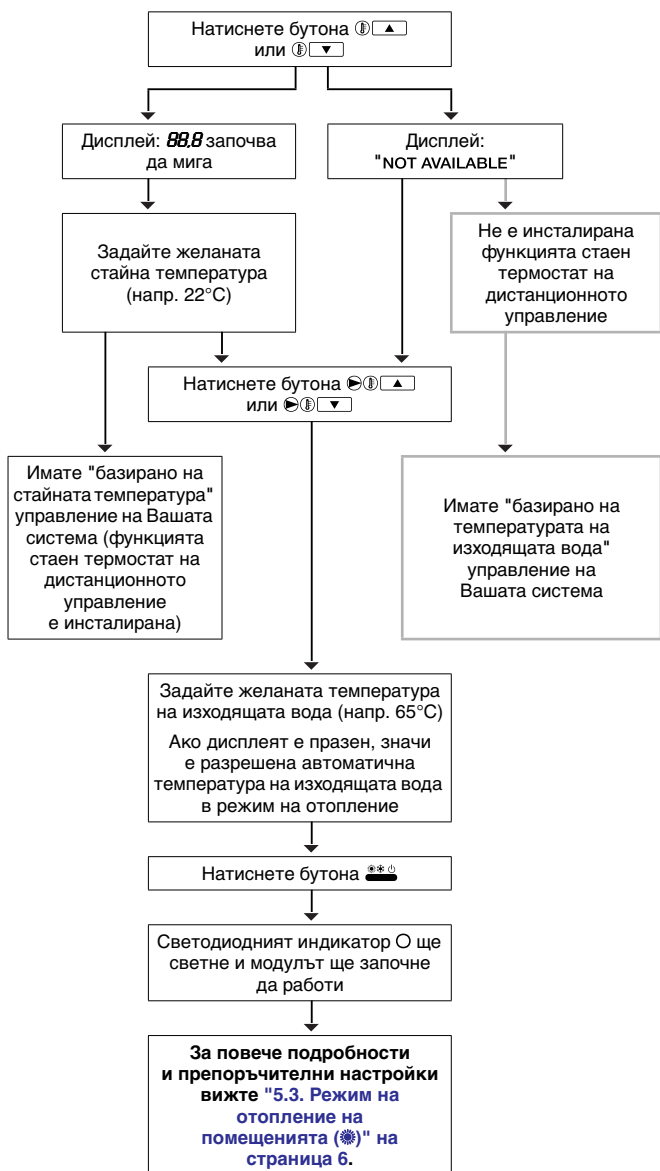 Натиснете бутона ▲
или ▼
Дисплей: 88.8 започва
да мига
Дисплей:
"NOT AVAILABLE"
Задайте желаната
стайна температура
(напр. 22°C)
Не е инсталирана
функцията стаен
термостат на
дистанционното
управление
Натиснете бутона ▲
или ▼
Имате "базирано на
стайната температура"
управление на Вашата
система (функцията
стаен термостат на
дистанционното
управление
е инсталирана)
Имате "базирано на
температурата на
изходящата вода"
управление на
Вашата система
Задайте желаната температура
на изходящата вода (напр. 65°C)
Ако дисплеят е празен, значи
е разрешена автоматична
температура на изходящата вода
в режим на отопление
Натиснете бутона
Светодиодният индикатор ще
светне и модулът ще започне
да работи
За повече подробности
и препоръчителни настройки
вижте "5.3. Режим на
отопление на
помещенията (☀)" на
страница 6.